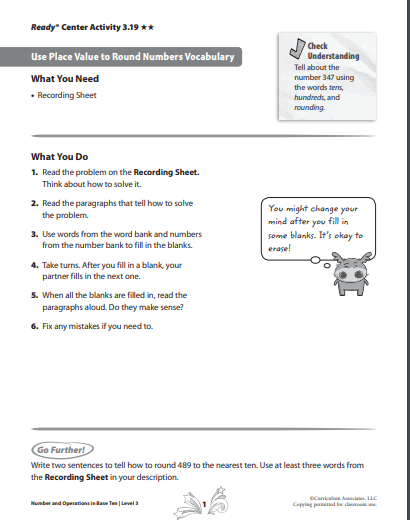 Ready® Center Activity 3.19 ★★
Use Place Value to Round Numbers Vocabulary
What You Need
• Recording Sheet
Check
Understanding
Tell about the
number 347 using
the words tens,
hundreds, and
rounding.
What You Do
1. Read the problem on the Recording Sheet.
Think about how to solve it.
2. Read the paragraphs that tell how to solve
the problem.
3. Use words from the word bank and numbers
from the number bank to fill in the blanks.
4. Take turns. After you fill in a blank, your
partner fills in the next one.
5. When all the blanks are filled in, read the
paragraphs aloud. Do they make sense?
6. Fix any mistakes if you need to.
You might change your
mind after you fill in
some blanks. It's okay to
erase!
Go Further!
Write two sentences to tell how to round 489 to the nearest ten. Use at least three words from
the Recording Sheet in your description.
Number and Operations in Base Ten | Level 3
1
©Curriculum Associates, LLC
Copying permitted for classroom use.